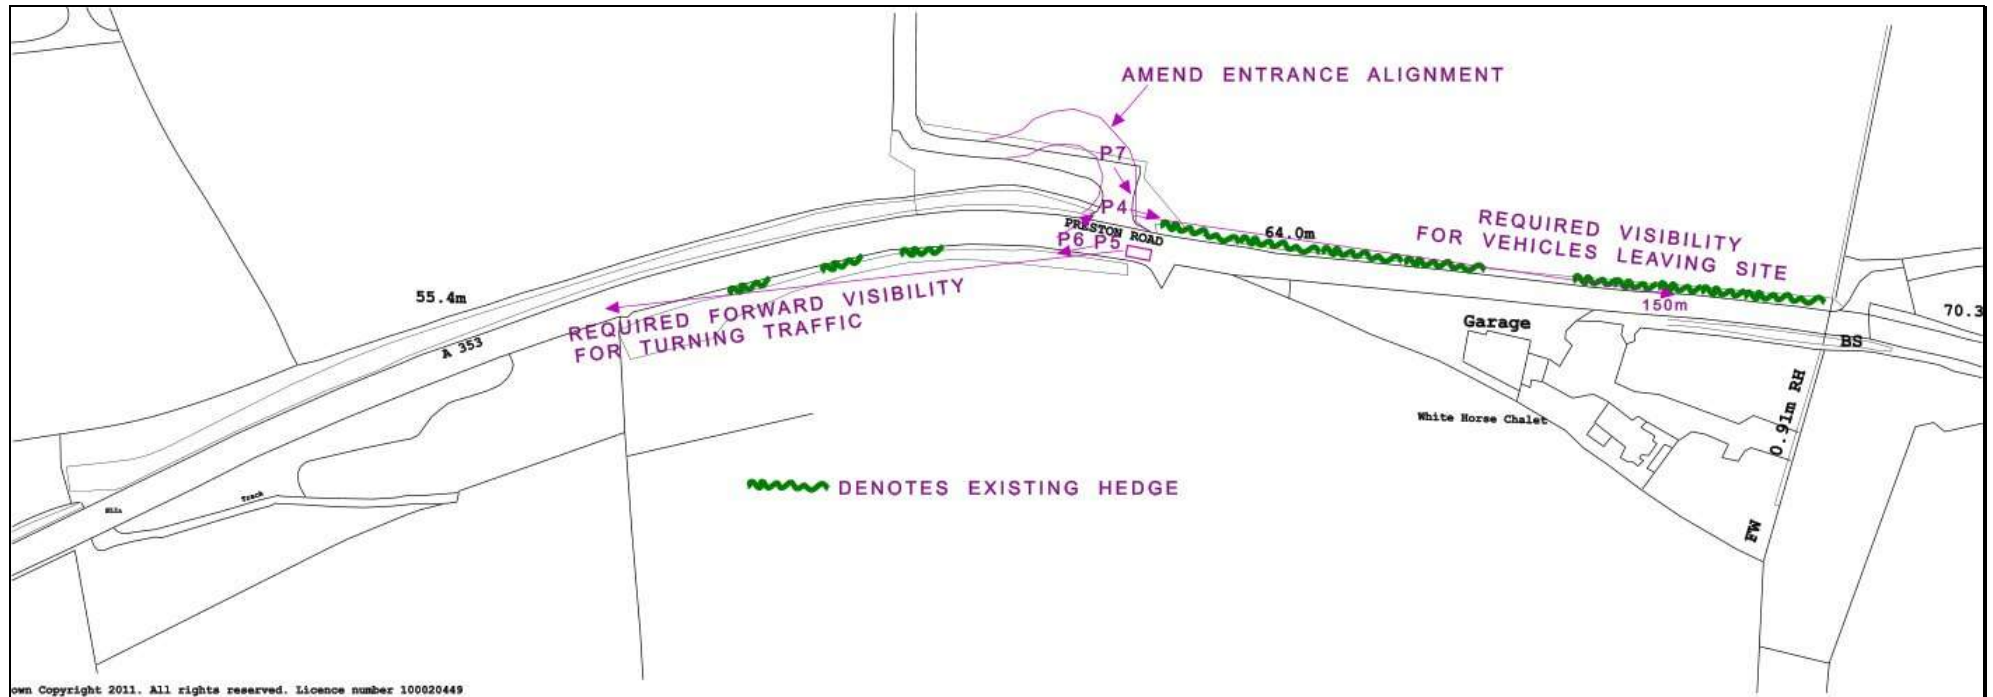 AMEND ENTRANCE ALIGNMENT
P7
P4
PRESTON ROAD
P6 P5
64.0m
REQUIRED VISIBILITY
FOR VEHICLES LEAVING SITE
150m
55.4m
REQUIRED FORWARD VISIBILITY
FOR TURNING TRAFFIC
A 353
Garage
70.3
BS
0.91m RH
White Horse Chalet
DENOTES EXISTING HEDGE
Track
FW
own Copyright 2011. All rights reserved. Licence number 100020449